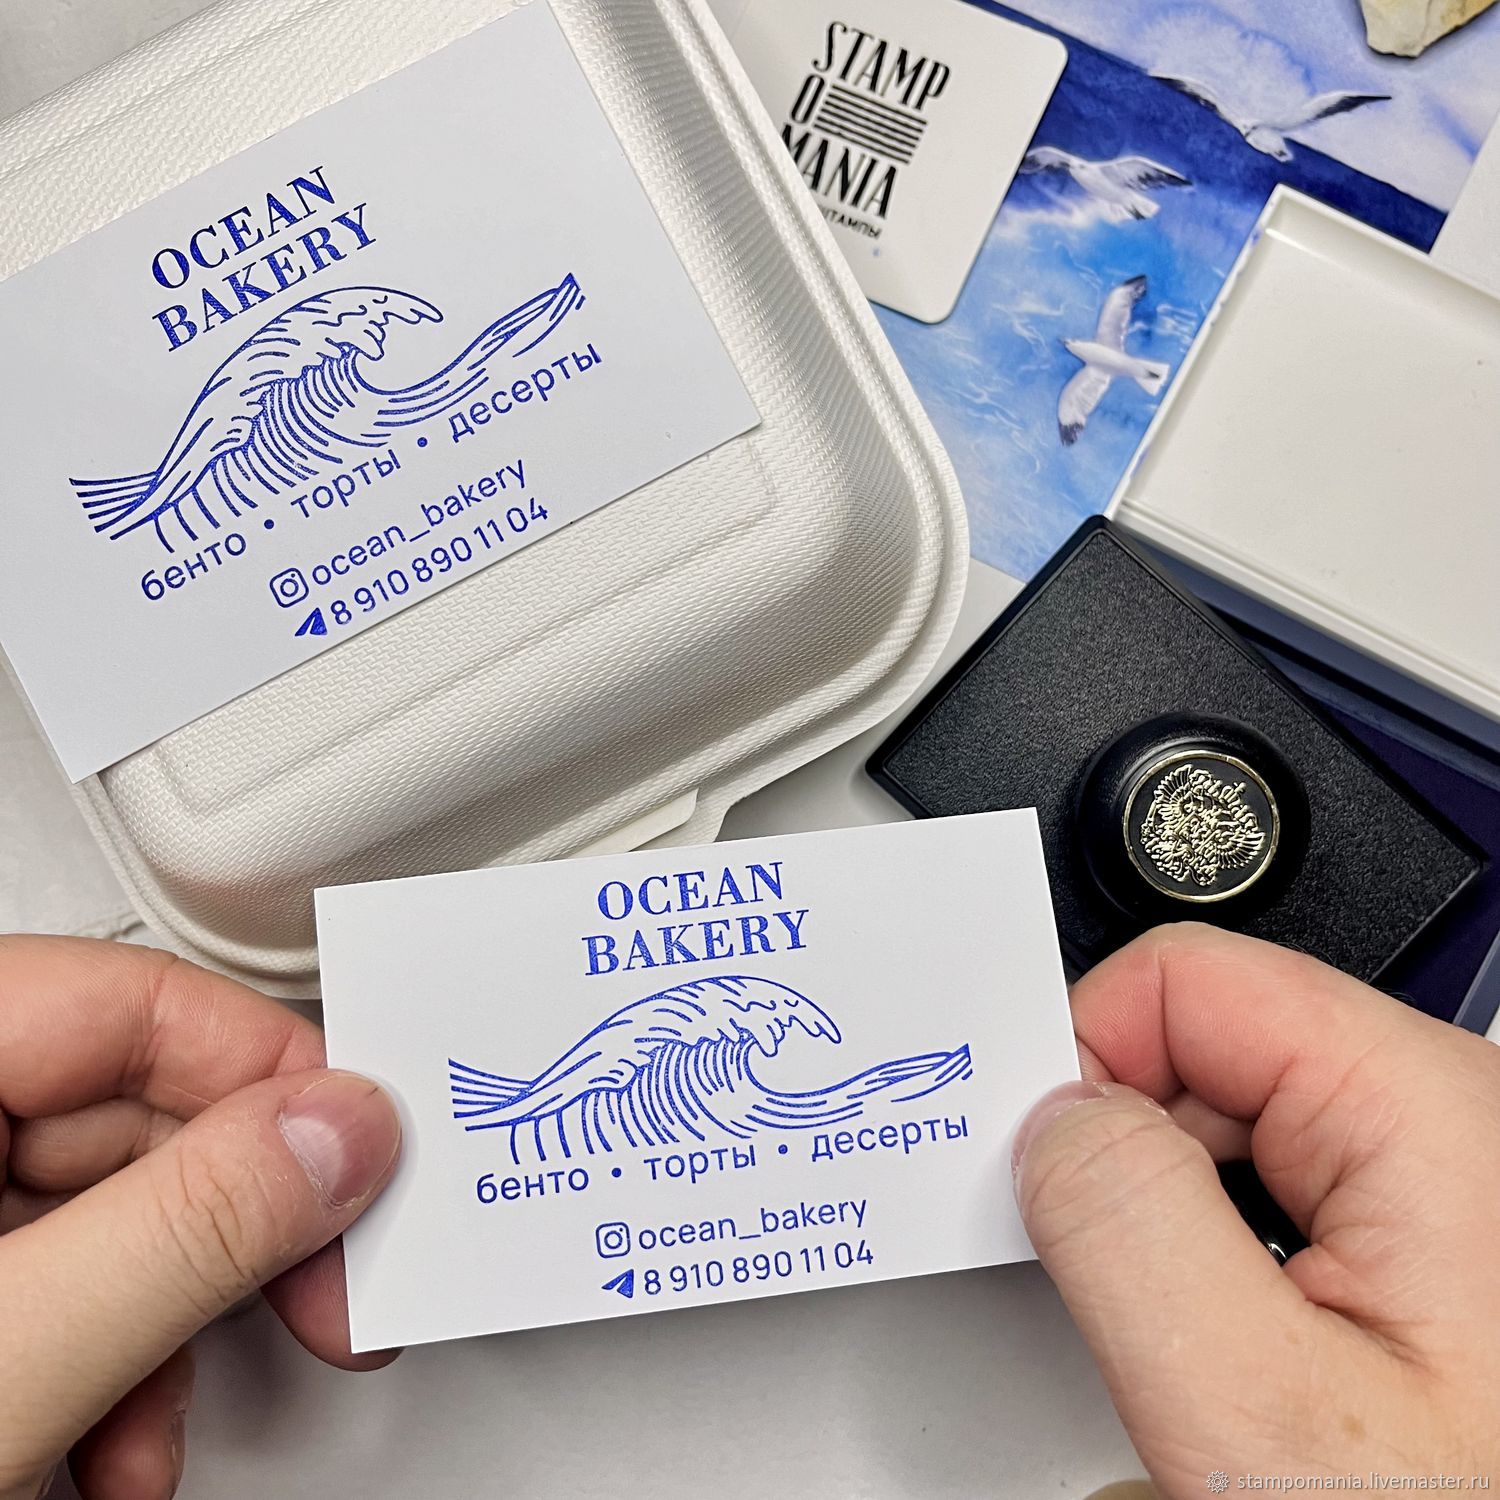 STAMP
O
MANIA
OCEAN
BAKERY
бенто • торты • десерты
ocean_bakery
8 910 890 11 04
OCEAN
BAKERY
бенто • торты • десерты
ocean_bakery
8 910 890 11 04
stampomania.livemaster.ru